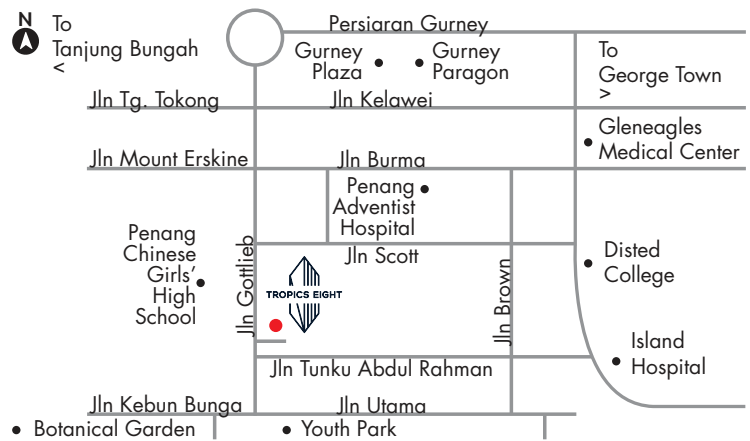 N
To
Tanjung Bungah
<
Persiaran Gurney
Gurney
Plaza
Gurney
Paragon
To
George Town
>
Jln Tg. Tokong
Jln Kelawei
Gleneagles
Medical Center
Jln Mount Erskine
Jln Burma
Penang
Adventist
Hospital
Penang
Chinese
Girls'
High
School
Jln Gottlieb
Jln Scott
TROPICS EIGHT
Jln Brown
Disted
College
Island
Hospital
Jln Tunku Abdul Rahman
Jln Kebun Bunga
Jln Utama
Botanical Garden
Youth Park